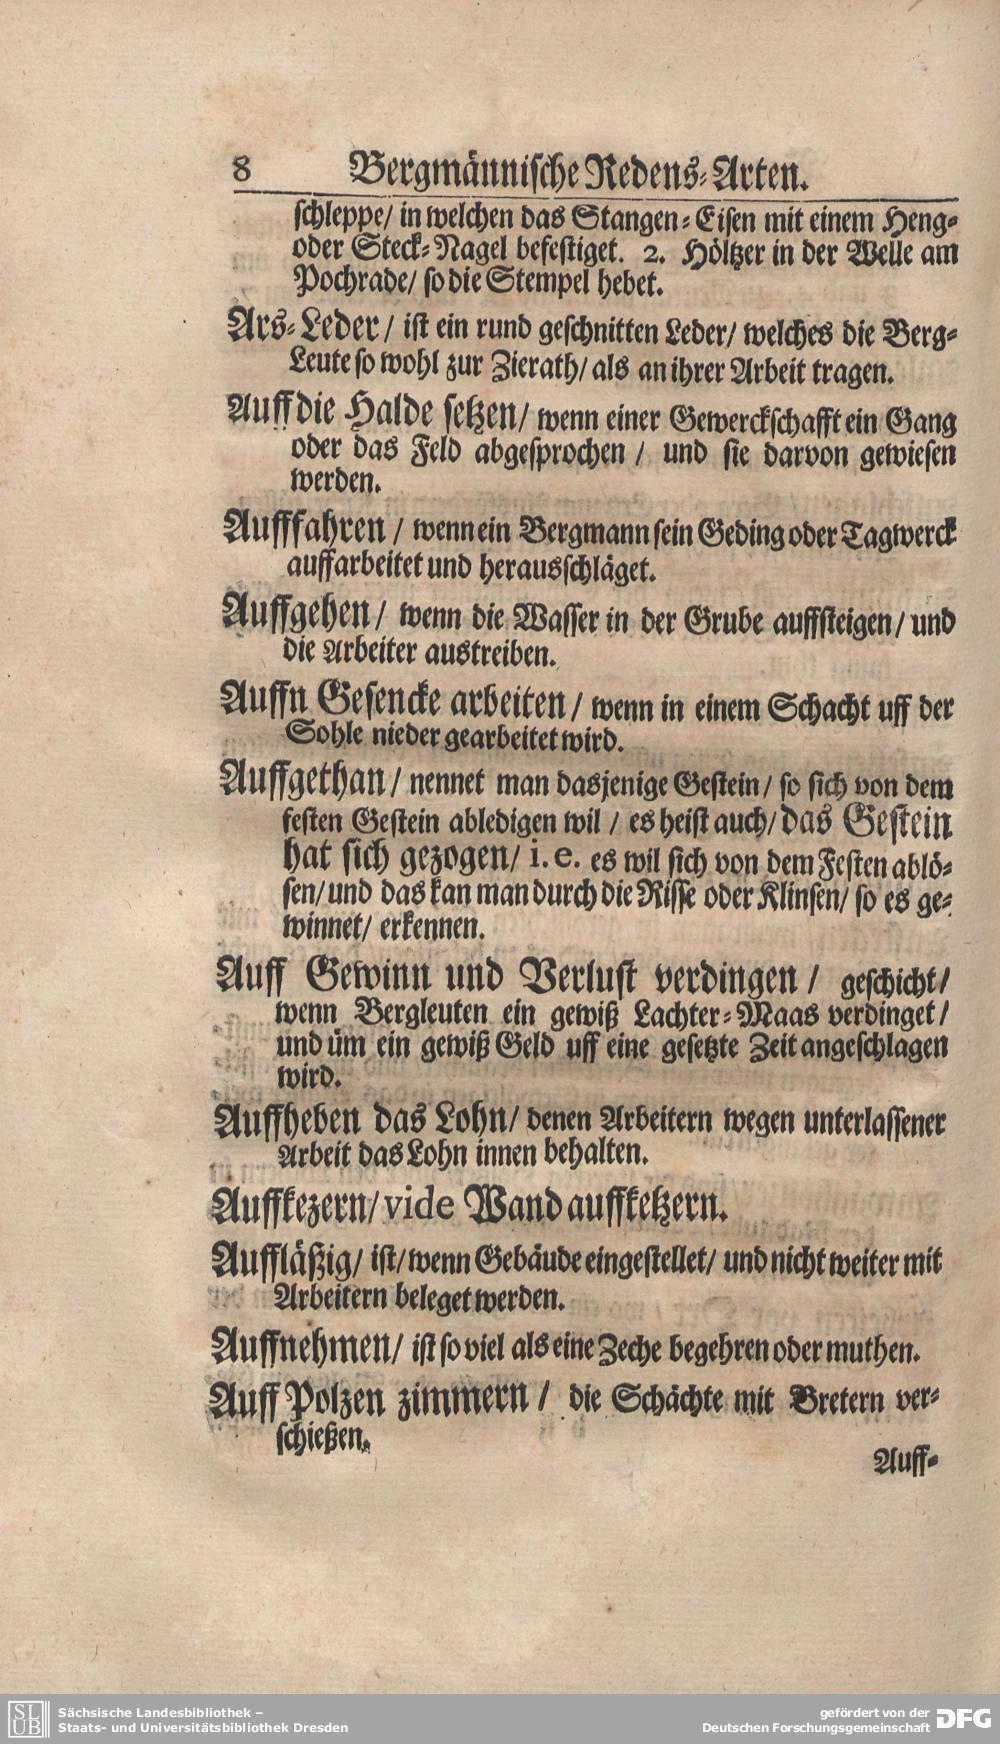 8 Bergmännische Redens-Arten.
schleppe/ in welchen das Stangen-Eisen mit einem Heng-
oder Steck-Nagel befestiget. 2. Höltzer in der Welle am
Pochrade/ so die Stempel hebet.
Ars-Leder/ ist ein rund geschnitten Leder/ welches die Berg-
Leute so wohl zur Zierath/ als an ihrer Arbeit tragen.
Auff die Halde setzen/ wenn einer Gewerckschafft ein Gang
oder das Feld abgesprochen / und sie darvon gewiesen
werden.
Aufffahren / wenn ein Bergmann sein Geding oder Tagwerck
auffarbeitet und herausschläget.
Auffgehen/ wenn die Wasser in der Grube auffsteigen/ und
die Arbeiter austreiben.
Auffn Gesencke arbeiten/ wenn in einem Schacht uff der
Sohle nieder gearbeitet wird.
Auffgethan/ nennet man dasjenige Gestein/ so sich von dem
festen Gestein abledigen wil / es heist auch/ das Gestein
hat sich gezogen/ i. e. es wil sich von dem Festen ablö-
sen/ und das kan man durch die Risse oder Klinsen/ so es ge-
winnet/ erkennen.
Auff Gewinn und Verlust verdingen/ geschicht/
wenn Bergleuten ein gewiß Lachter-Maas verdinget/
und üm ein gewiß Geld uff eine gesetzte Zeit angeschlagen
wird.
Auffheben das Lohn/ denen Arbeitern wegen unterlassener
Arbeit das Lohn innen behalten.
Auffkezern/ vide Wand auffketzern.
Auffläßig/ ist/ wenn Gebäude eingestellet/ und nicht weiter mit
Arbeitern beleget werden.
Auffnehmen/ ist so viel als eine Zeche begehren oder muthen.
Auff Polzen zimmern / die Schächte mit Bretern ver-
schießen.
Auff-
SLUB Sächsische Landesbibliothek –
Staats- und Universitätsbibliothek Dresden
gefördert von der
Deutschen Forschungsgemeinschaft DFG